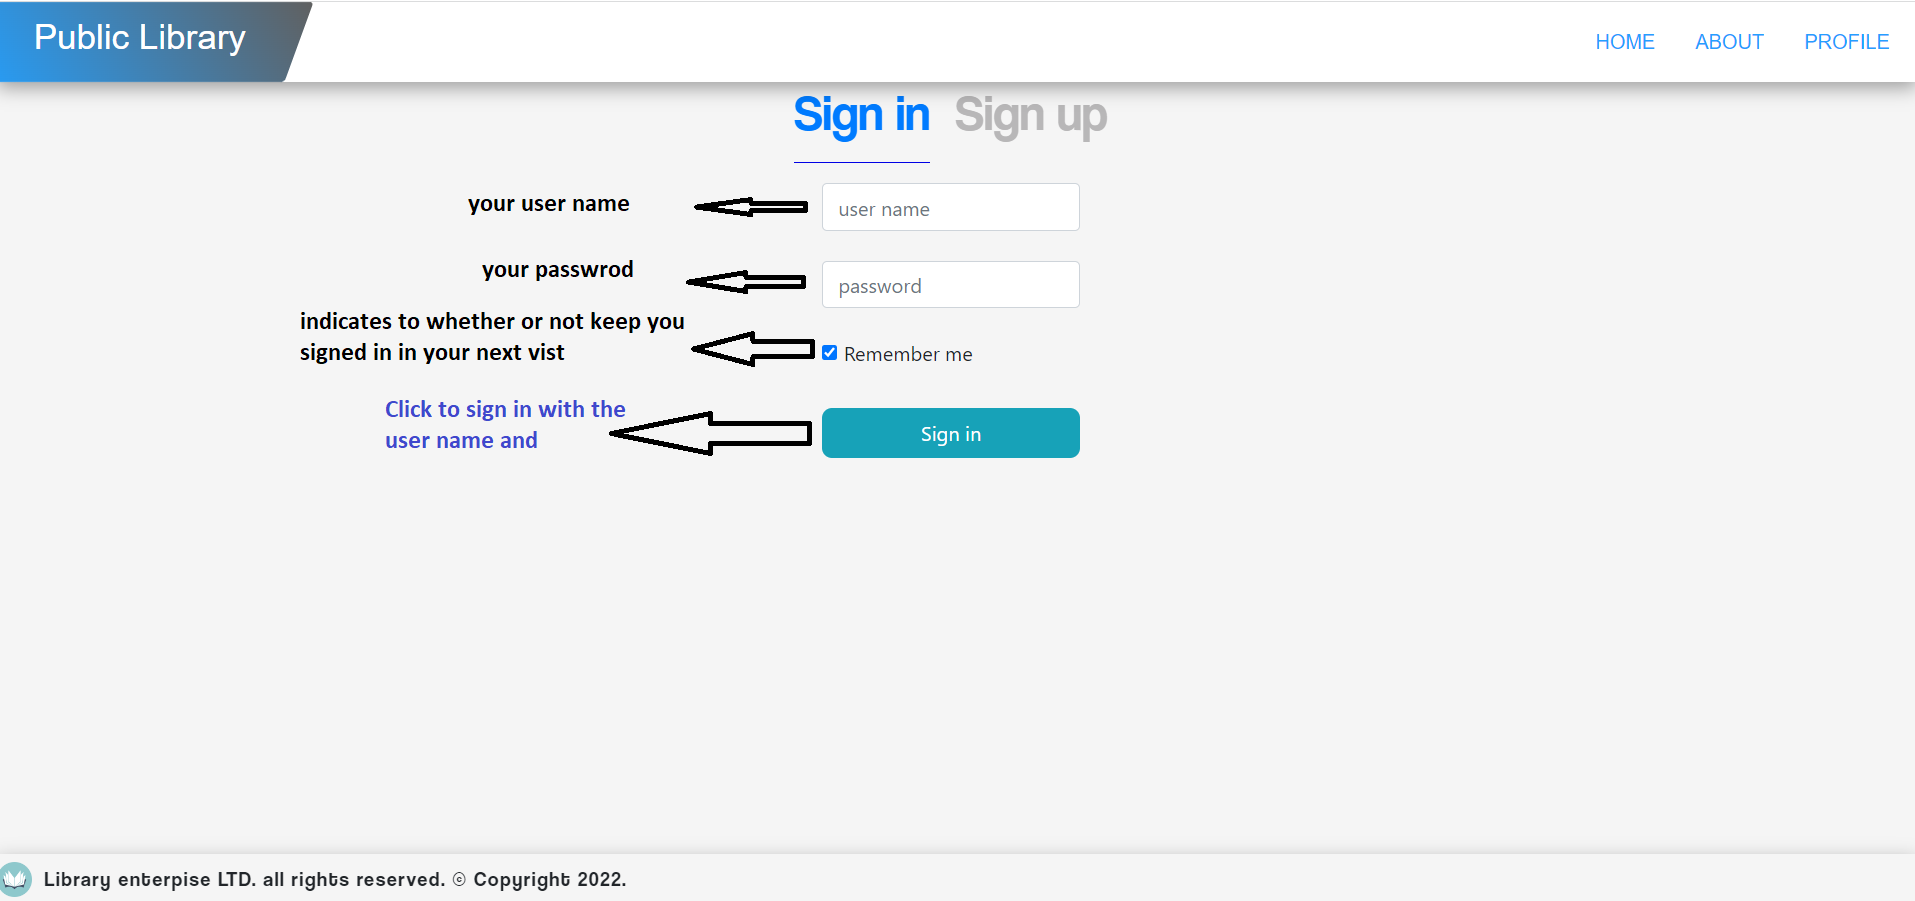 Public Library
HOME ABOUT PROFILE
Sign in Sign up
your user name
user name
your passwrod
password
indicates to whether or not keep you
signed in in your next vist
Remember me
Click to sign in with the
user name and
Sign in
Library enterpise LTD. all rights reserved. © Copyright 2022.